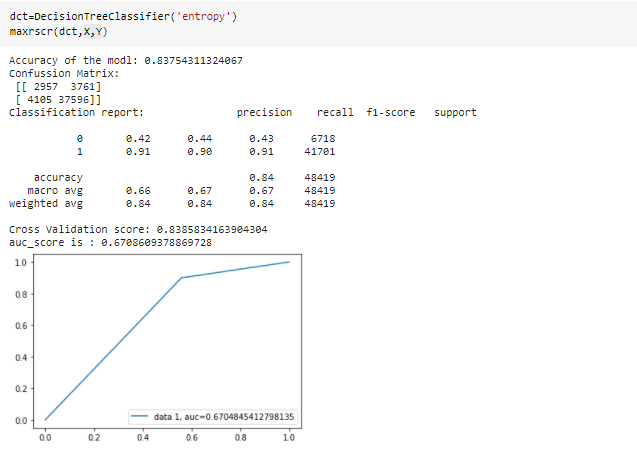 dct=DecisionTreeClassifier('entropy')
maxrscr(dct,X,Y)
Accuracy of the modl: 0.83754311324067
Confussion Matrix:
[[ 2957 3761]
[ 4105 37596]]
Classification report: precision recall f1-score support
0 0.42 0.44 0.43 6718
1 0.91 0.90 0.91 41701
accuracy 0.84 48419
macro avg 0.66 0.67 0.67 48419
weighted avg 0.84 0.84 0.84 48419
Cross Validation score: 0.8385834163904304
auc_score is : 0.6708609378869728
1.0
0.8
0.6
0.4
0.2
0.0
data 1, auc=0.6704845412798135
0.0 0.2 0.4 0.6 0.8 1.0